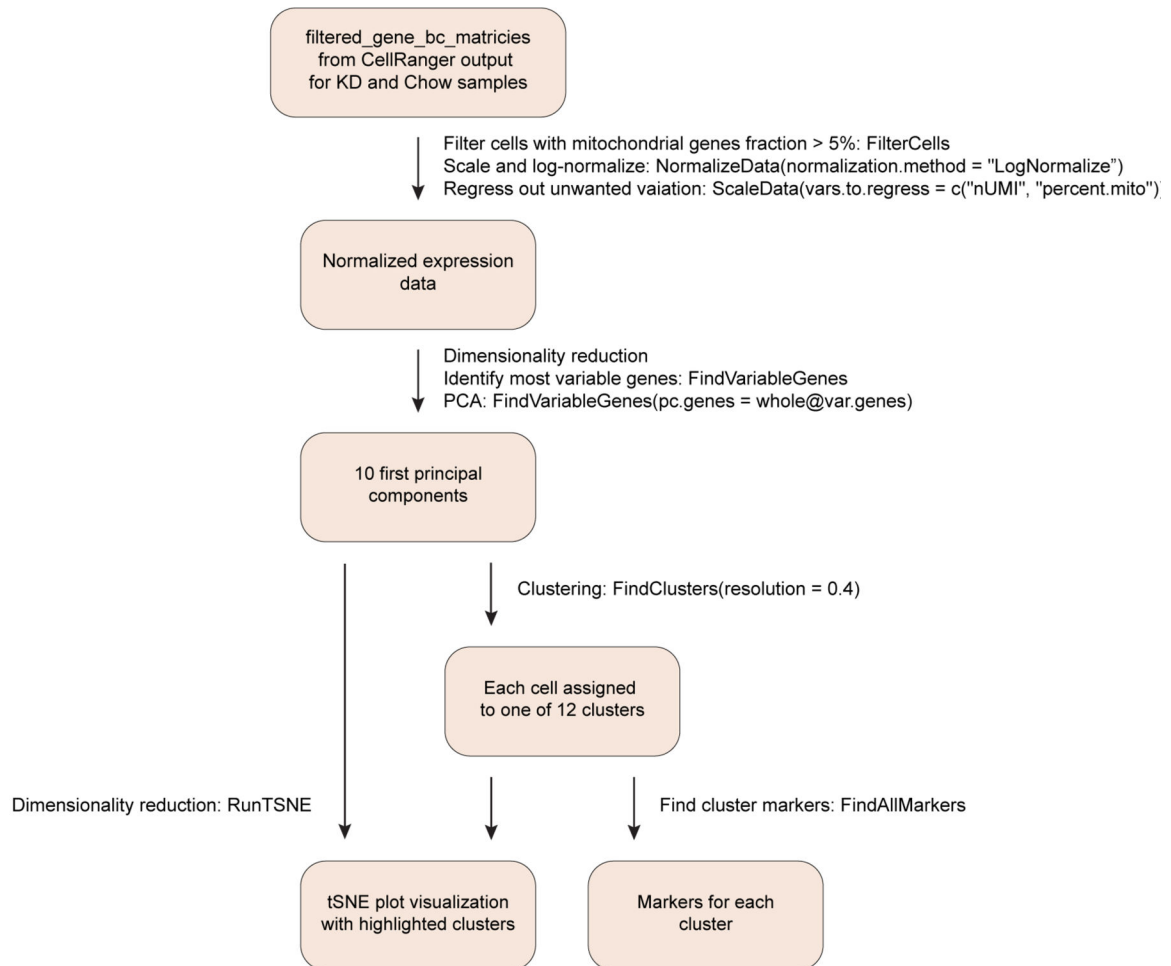 filtered_gene_bc_matricies
from CellRanger output
for KD and Chow samples
Filter cells with mitochondrial genes fraction > 5%: FilterCells
Scale and log-normalize: NormalizeData(normalization.method = "LogNormalize”)
Regress out unwanted vaiation: ScaleData(vars.to.regress = c("nUMI", "percent.mito"))
Normalized expression
data
Dimensionality reduction
Identify most variable genes: FindVariableGenes
PCA: FindVariableGenes(pc.genes = whole@var.genes)
10 first principal
components
Clustering: FindClusters(resolution = 0.4)
Each cell assigned
to one of 12 clusters
Dimensionality reduction: RunTSNE
Find cluster markers: FindAllMarkers
tSNE plot visualization
with highlighted clusters
Markers for each
cluster